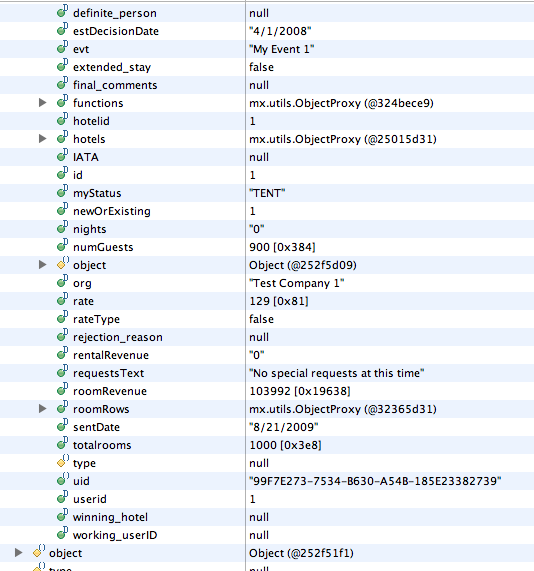 definite_person null
estDecisionDate "4/1/2008"
evt "My Event 1"
extended_stay false
final_comments null
functions mx.utils.ObjectProxy (@324bece9)
hotelid 1
hotels mx.utils.ObjectProxy (@25015d31)
IATA null
id 1
myStatus "TENT"
newOrExisting 1
nights "0"
numGuests 900 [0x384]
object Object (@252f5d09)
org "Test Company 1"
rate 129 [0x81]
rateType false
rejection_reason null
rentalRevenue "0"
requestsText "No special requests at this time"
roomRevenue 103992 [0x19638]
roomRows mx.utils.ObjectProxy (@32365d31)
sentDate "8/21/2009"
totalrooms 1000 [0x3e8]
type null
uid "99F7E273-7534-B630-A54B-185E23382739"
userid 1
winning_hotel null
working_userID null
object Object (@252f51f1)
type null